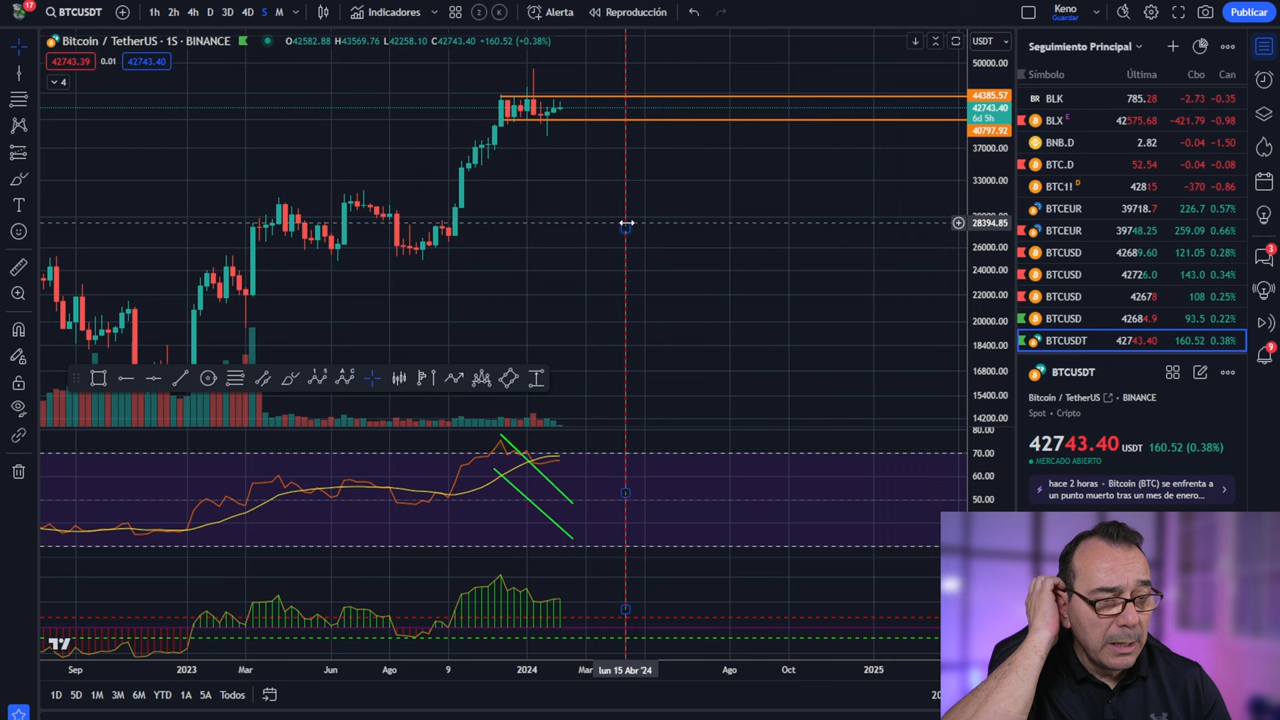 17
BTCUSDT
1h 2h 4h D 3D 4D S M
Indicadores
2 K
Alerta
Reproducción
Keno
Guardar
Publicar
Bitcoin / TetherUS · 1S · BINANCE
O42582.88 H43569.76 L42258.10 C42743.40 +160.52 (+0.38%)
USDT
42743.39 0.01 42743.40
4
50000.00
44385.57
42743.40
6d 5h
40797.92
37000.00
33000.00
28394.85
26000.00
24000.00
22000.00
20000.00
18400.00
16800.00
15400.00
14200.00
80.00
70.00
60.00
50.00
Sep 2023 Mar Jun Ago 9 2024 Mar lun 15 Abr '24 Ago Oct 2025
1D 5D 1M 3M 6M YTD 1A 5A Todos
Seguimiento Principal
Símbolo Última Cbo Can
BLK 785.28 -2.73 -0.35
BLX E 42575.68 -421.79 -0.98
BNB.D 2.82 -0.04 -1.50
BTC.D 52.54 -0.04 -0.08
BTC1! D 42815 -370 -0.86
BTCEUR 39718.7 226.7 0.57%
BTCEUR 39748.25 259.09 0.66%
BTCUSD 42689.60 121.05 0.28%
BTCUSD 42726.0 143.0 0.34%
BTCUSD 42678 108 0.25%
BTCUSD 42684.9 93.5 0.22%
BTCUSDT 42743.40 160.52 0.38%
BTCUSDT
Bitcoin / TetherUS · BINANCE
Spot · Cripto
42743.40 USDT 160.52 (0.38%)
MERCADO ABIERTO
hace 2 horas · Bitcoin (BTC) se enfrenta a
un punto muerto tras un mes de enero...
3
9